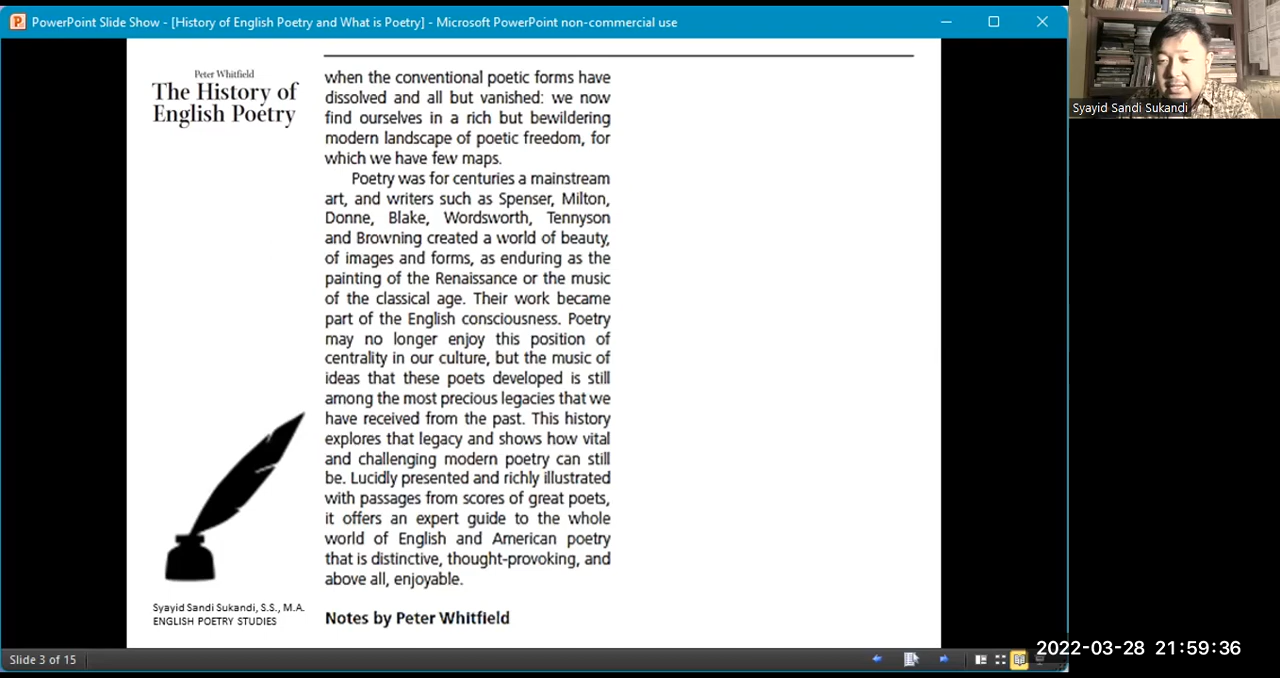 PowerPoint Slide Show - [History of English Poetry and What is Poetry] - Microsoft PowerPoint non-commercial use
Syayid Sandi Sukandi
Peter Whitfield
The History of
English Poetry
when the conventional poetic forms have
dissolved and all but vanished: we now
find ourselves in a rich but bewildering
modern landscape of poetic freedom, for
which we have few maps.
Poetry was for centuries a mainstream
art, and writers such as Spenser, Milton,
Donne, Blake, Wordsworth, Tennyson
and Browning created a world of beauty,
of images and forms, as enduring as the
painting of the Renaissance or the music
of the classical age. Their work became
part of the English consciousness. Poetry
may no longer enjoy this position of
centrality in our culture, but the music of
ideas that these poets developed is still
among the most precious legacies that we
have received from the past. This history
explores that legacy and shows how vital
and challenging modern poetry can still
be. Lucidly presented and richly illustrated
with passages from scores of great poets,
it offers an expert guide to the whole
world of English and American poetry
that is distinctive, thought-provoking, and
above all, enjoyable.
Notes by Peter Whitfield
Syayid Sandi Sukandi, S.S., M.A.
ENGLISH POETRY STUDIES
Slide 3 of 15
2022-03-28 21:59:36